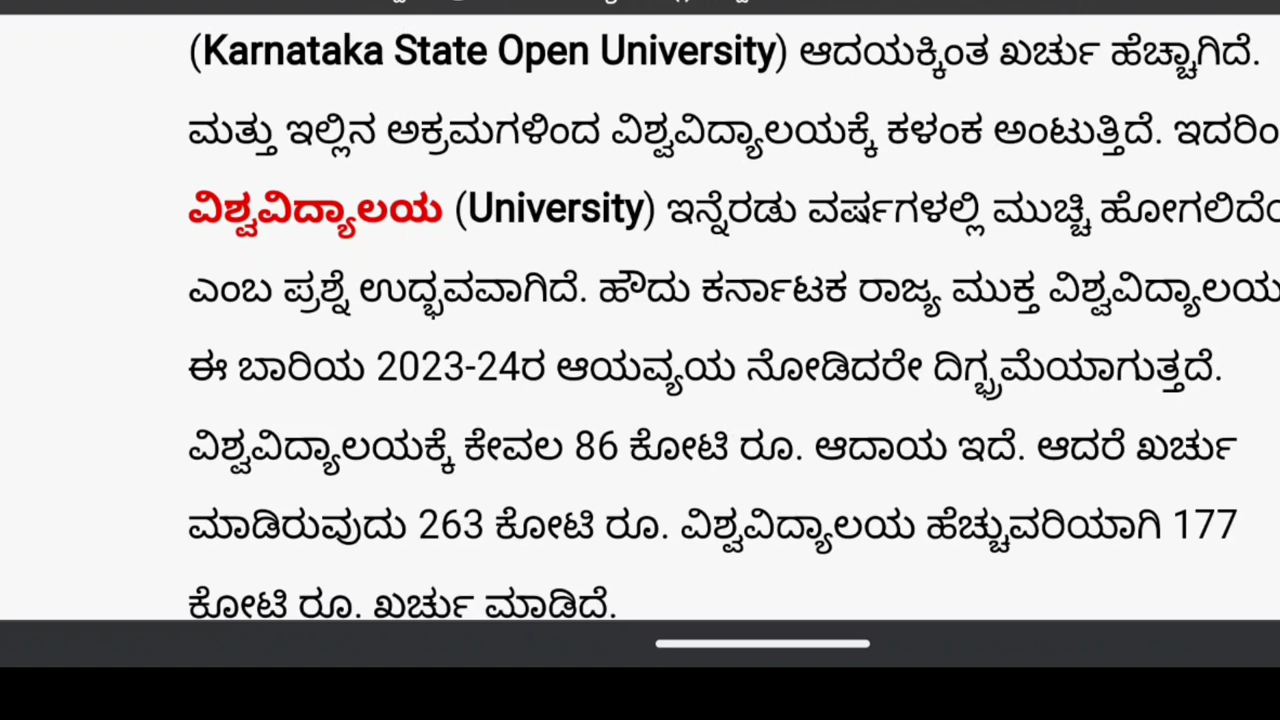 (Karnataka State Open University) ಆದಯಕ್ಕಿಂತ ಖರ್ಚು ಹೆಚ್ಚಾಗಿದೆ.
ಮತ್ತು ಇಲ್ಲಿನ ಅಕ್ರಮಗಳಿಂದ ವಿಶ್ವವಿದ್ಯಾಲಯಕ್ಕೆ ಕಳಂಕ ಅಂಟುತ್ತಿದೆ.
ವಿಶ್ವವಿದ್ಯಾಲಯ (University) ಇನ್ನೆರಡು ವರ್ಷಗಳಲ್ಲಿ ಮುಚ್ಚಿ
ಎಂಬ ಪ್ರಶ್ನೆ ಉದ್ಭವವಾಗಿದೆ. ಹೌದು ಕರ್ನಾಟಕ ರಾಜ್ಯ ಮುಕ್ತ ವಿಶ್ವವಿದ್ಯಾಲಯ
ಈ ಬಾರಿಯ 2023-24ರ ಆಯವ್ಯಯ ನೋಡಿದರೇ ದಿಗ್ಭ್ರಮೆಯಾಗುತ್ತದೆ.
ವಿಶ್ವವಿದ್ಯಾಲಯಕ್ಕೆ ಕೇವಲ 86 ಕೋಟಿ ರೂ. ಆದಾಯ ಇದೆ. ಆದರೆ ಖರ್ಚು
ಮಾಡಿರುವುದು 263 ಕೋಟಿ ರೂ. ವಿಶ್ವವಿದ್ಯಾಲಯ ಹೆಚ್ಚುವರಿಯಾಗಿ 177
ಕೋಟಿ ರೂ. ಖರ್ಚು ಮಾಡಿದೆ.